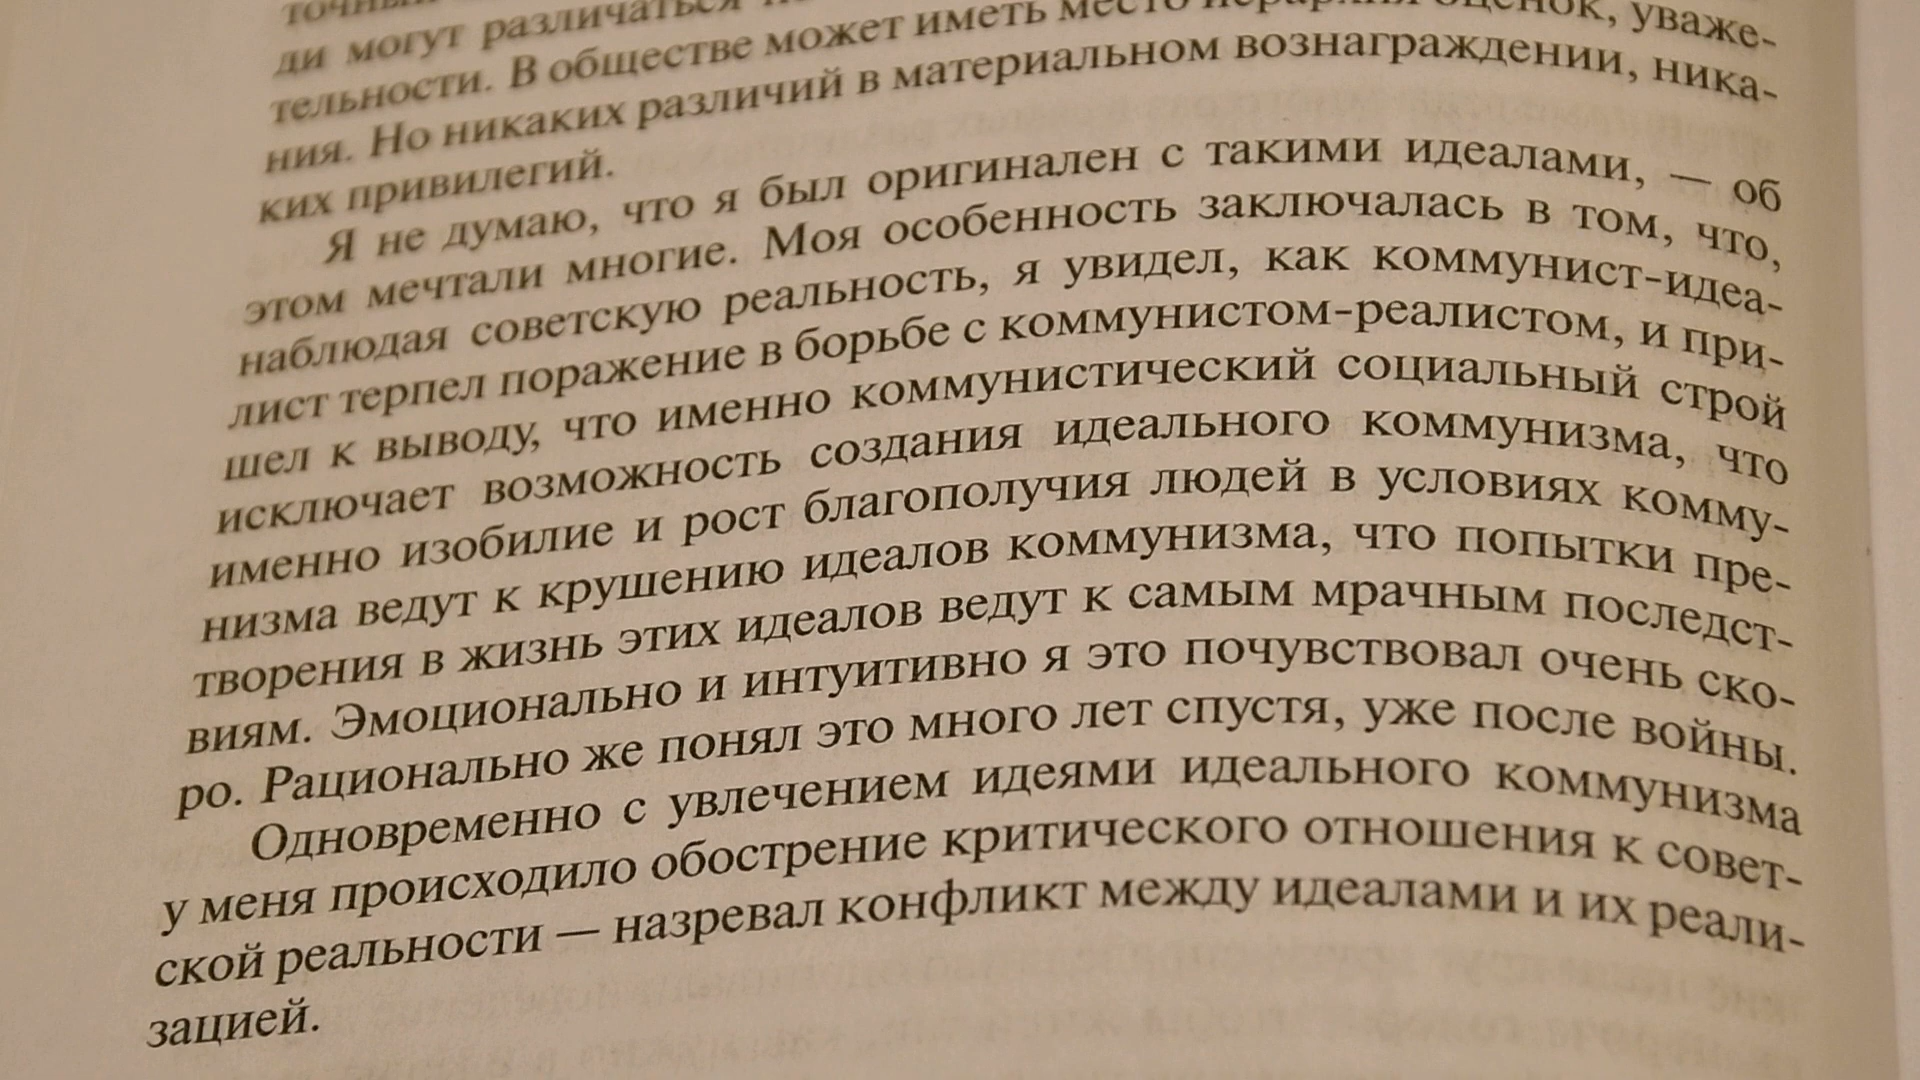 ди могут различаться
тельности. В обществе может иметь место иерархия оценок, уваже-
ния. Но никаких различий в материальном вознаграждении, ника-
ких привилегий.
Я не думаю, что я был оригинален с такими идеалами, — об
этом мечтали многие. Моя особенность заключалась в том, что,
наблюдая советскую реальность, я увидел, как коммунист-идеа-
лист терпел поражение в борьбе с коммунистом-реалистом, и при-
шел к выводу, что именно коммунистический социальный строй
исключает возможность создания идеального коммунизма, что
именно изобилие и рост благополучия людей в условиях комму-
низма ведут к крушению идеалов коммунизма, что попытки пре-
творения в жизнь этих идеалов ведут к самым мрачным последст-
виям. Эмоционально и интуитивно я это почувствовал очень ско-
ро. Рационально же понял это много лет спустя, уже после войны.
Одновременно с увлечением идеями идеального коммунизма
у меня происходило обострение критического отношения к совет-
ской реальности — назревал конфликт между идеалами и их реали-
зацией.